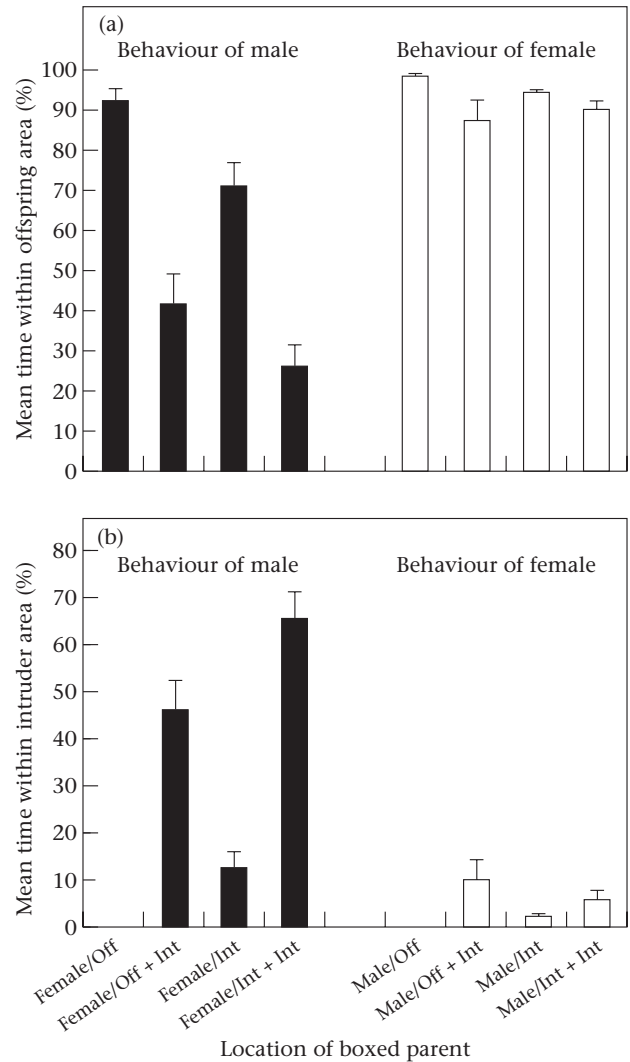 (a)
Behaviour of male
Behaviour of female
Mean time within offspring area (%)
100
90
80
70
60
50
40
30
20
10
0
(b)
Behaviour of male
Behaviour of female
Mean time within intruder area (%)
80
70
60
50
40
30
20
10
0
Female/Off
Female/Off + Int
Female/Int
Female/Int + Int
Male/Off
Male/Off + Int
Male/Int
Male/Int + Int
Location of boxed parent